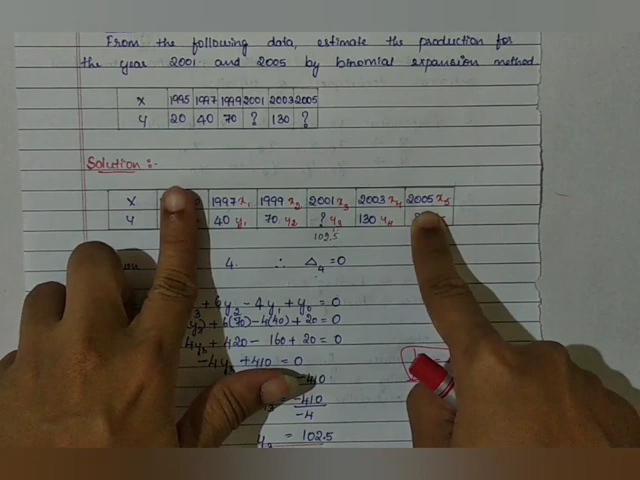 From the following data, estimate the production for
the year 2001 and 2005 by binomial expansion method
X 1995 1997 1999 2001 2003 2005
Y 20 40 70 ? 130 ?
Solution :-
X 1997 x₁ 1999 x₂ 2001 x₃ 2003 x₄ 2005 x₅
Y 40 y₁ 70 y₂ ? y₃ 130 y₄
102.5
4. ∴ Δ₄ = 0
+ 6y₂ - 4y₁ + y₀ = 0
+ 6(70) - 4(40) + 20 = 0
+ 420 - 160 + 20 = 0
-4y₃ + 410 = 0
-410
= -410
-4
y₃ = 102.5